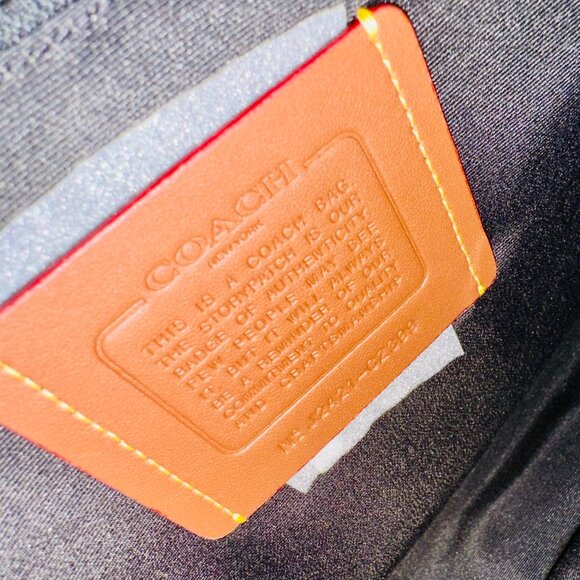 COACH
NEW YORK
THIS IS A COACH BAG
THE STORYPATCH IS OUR
BADGE OF AUTHENTICITY
FEW PEOPLE MAY SEE
IT BUT IT WILL ALWAYS
BE A REMINDER OF OUR
COMMITMENT TO QUALITY
AND CRAFTSMANSHIP